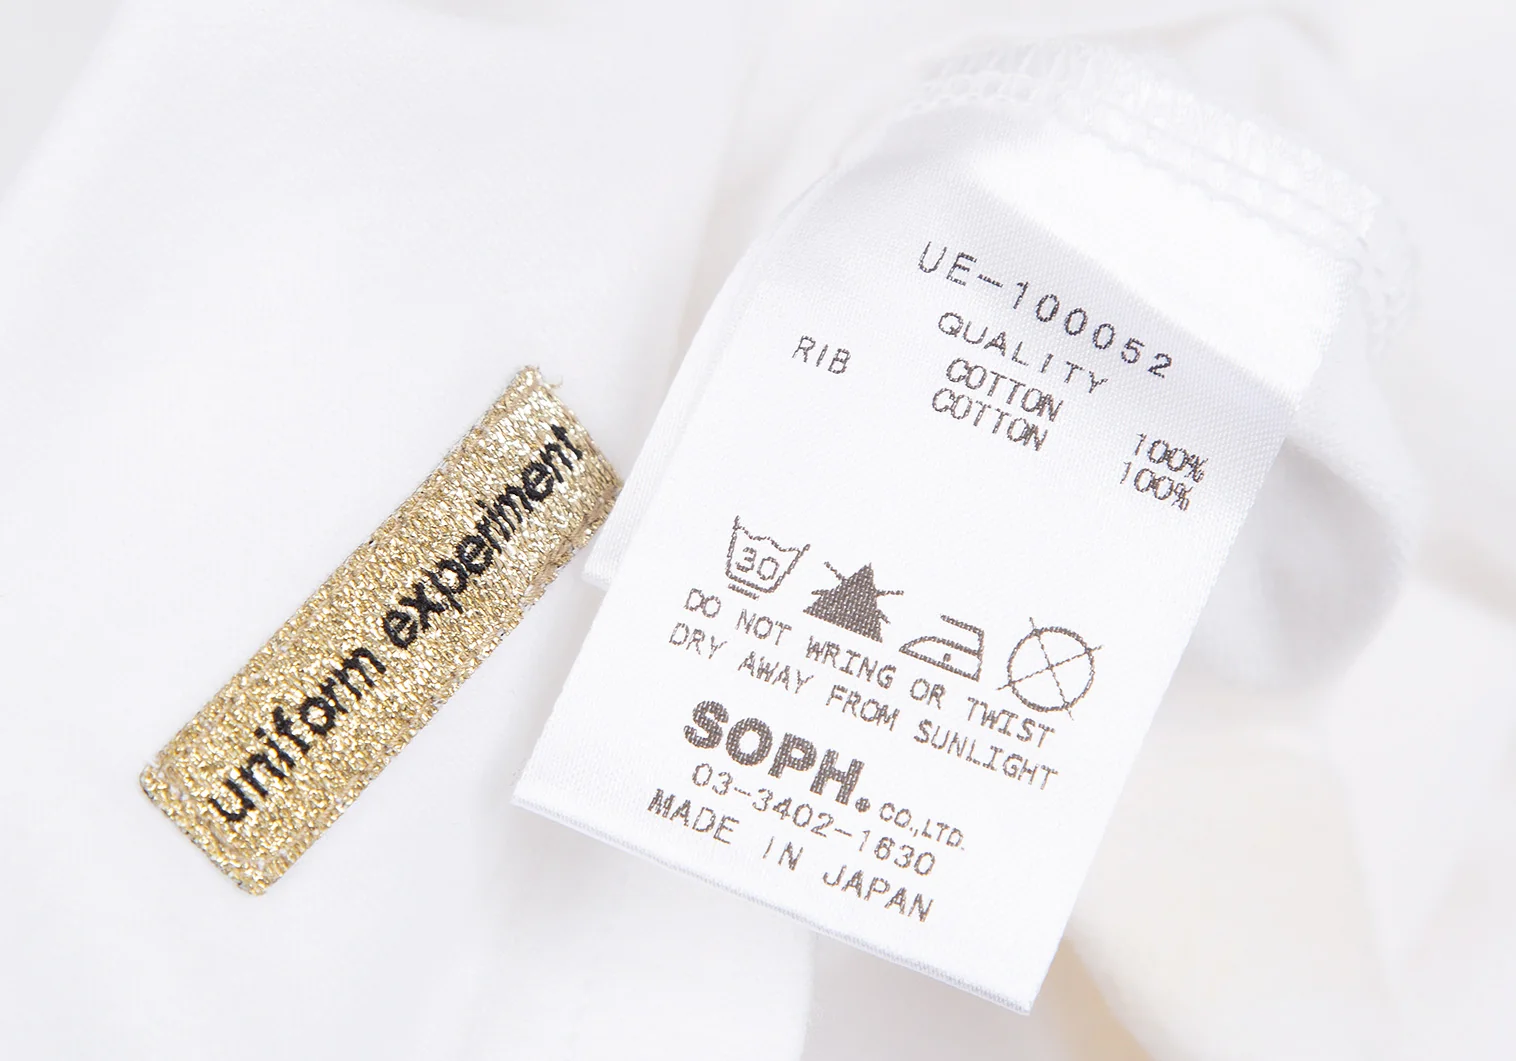 uniform experiment
UE-100052
QUALITY
COTTON 100%
RIB COTTON 100%
30
DO NOT WRING OR TWIST
DRY AWAY FROM SUNLIGHT
SOPH. CO.,LTD.
03-3402-1630
MADE IN JAPAN